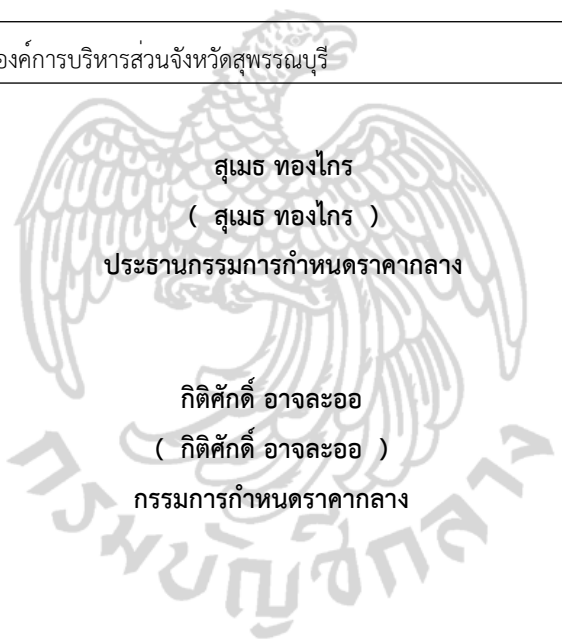 องค์การบริหารส่วนจังหวัดสุพรรณบุรี
สุเมธ ทองไกร
( สุเมธ ทองไกร )
ประธานกรรมการกำหนดราคากลาง
กิติศักดิ์ อาจละออ
( กิติศักดิ์ อาจละออ )
กรรมการกำหนดราคากลาง
กรมบัญชีกลาง